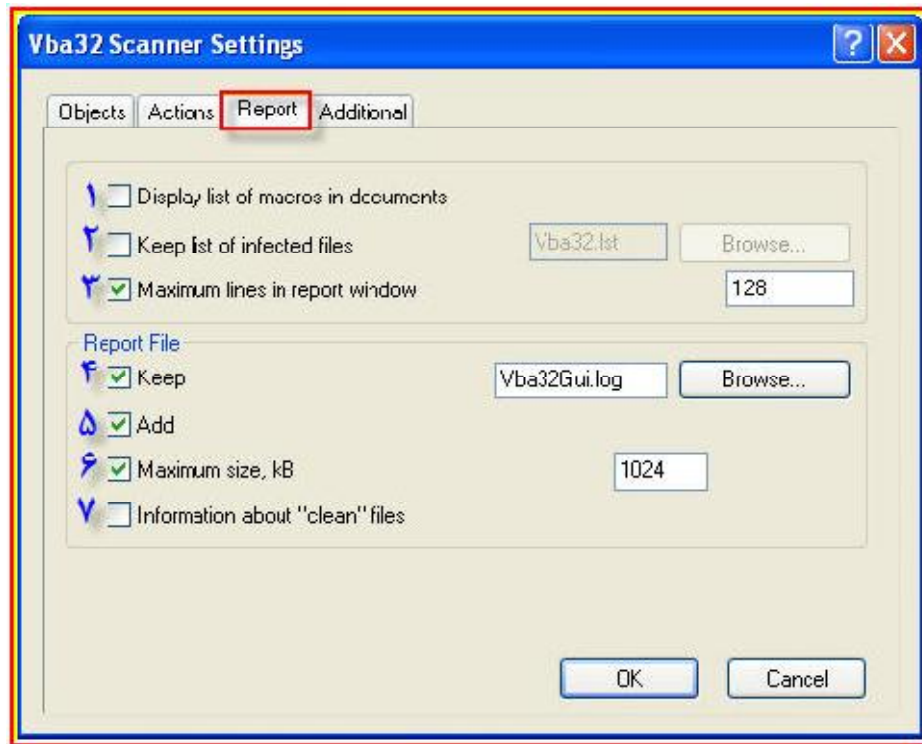 Vba32 Scanner Settings
Objects Actions Report Additional
۱ Display list of macros in documents
۲ Keep list of infected files Vba32.lst Browse...
۳ Maximum lines in report window 128
Report File
۴ Keep Vba32Gui.log Browse...
۵ Add
۶ Maximum size, kB 1024
۷ Information about "clean" files
OK Cancel